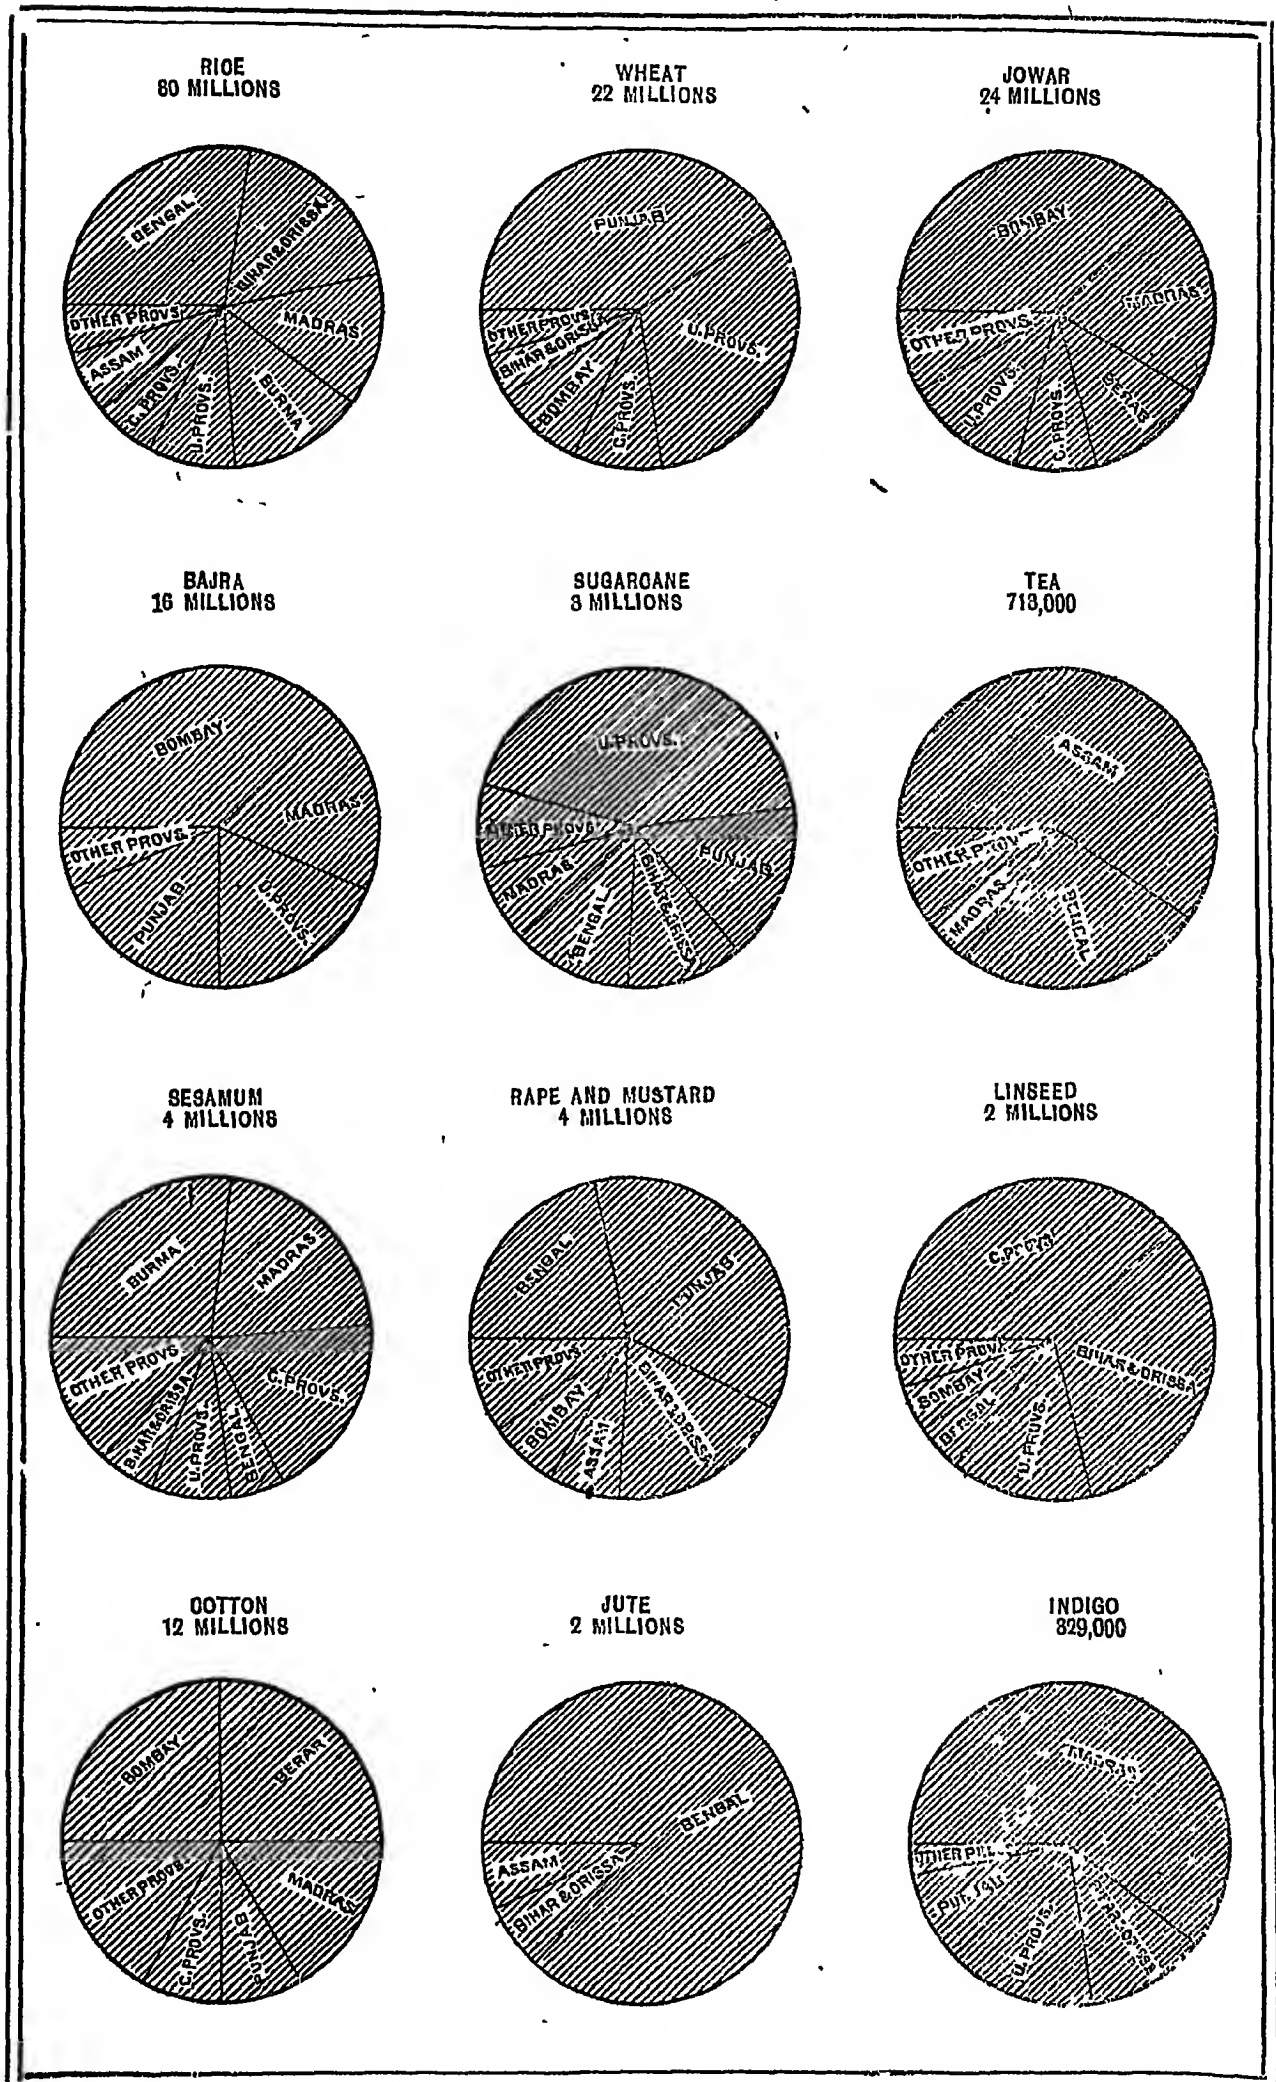 RICE
80 MILLIONS
BENGAL
BIHAR & ORISSA
MADRAS
BURMA
U. PROVS.
C. PROVS.
ASSAM
OTHER PROVS.
WHEAT
22 MILLIONS
PUNJAB
U. PROVS.
C. PROVS.
BOMBAY
BIHAR & ORISSA
OTHER PROVS.
JOWAR
24 MILLIONS
BOMBAY
MADRAS
BERAR
C. PROVS.
U. PROVS.
OTHER PROVS.
BAJRA
16 MILLIONS
BOMBAY
MADRAS
U. PROVS.
PUNJAB
OTHER PROVS.
SUGARCANE
3 MILLIONS
U. PROVS.
PUNJAB
BIHAR & ORISSA
BENGAL
MADRAS
OTHER PROVS.
TEA
ASSAM
BENGAL
MADRAS
OTHER PROVS.
SESAMUM
4 MILLIONS
BURMA
MADRAS
C. PROVS.
BENGAL
U. PROVS.
BIHAR & ORISSA
OTHER PROVS.
RAPE AND MUSTARD
4 MILLIONS
BENGAL
PUNJAB
BIHAR & ORISSA
ASSAM
BOMBAY
OTHER PROVS.
LINSEED
2 MILLIONS
C. PROVS.
BIHAR & ORISSA
U. PROVS.
BENGAL
BOMBAY
OTHER PROVS.
COTTON
12 MILLIONS
BOMBAY
BERAR
MADRAS
PUNJAB
C. PROVS.
OTHER PROVS.
JUTE
2 MILLIONS
BENGAL
BIHAR & ORISSA
ASSAM
INDIGO
MADRAS
U. PROVS.
OTHER